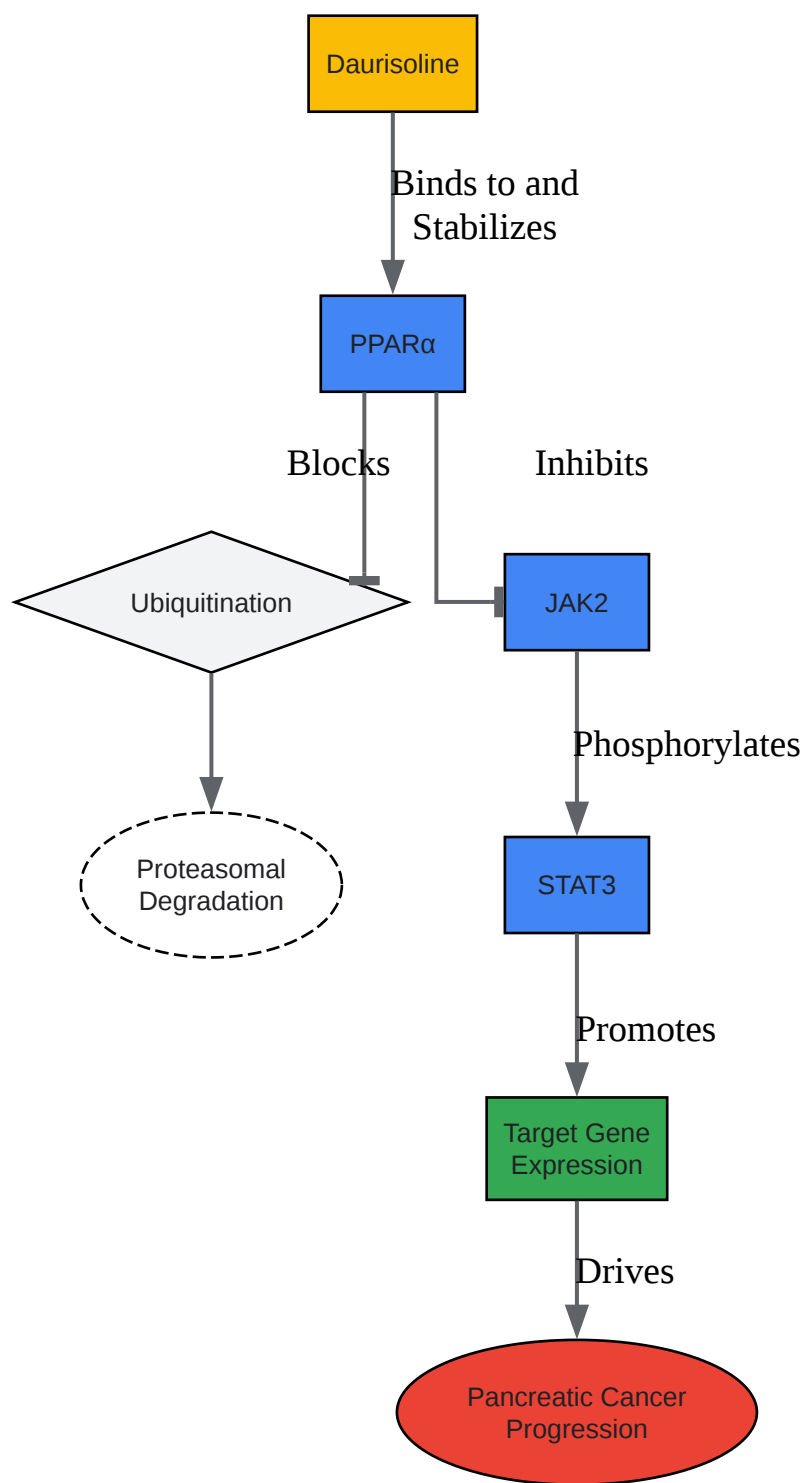 Daurisoline
Binds to and
Stabilizes
PPARα
Blocks
Inhibits
Ubiquitination
JAK2
Phosphorylates
Proteasomal
Degradation
STAT3
Promotes
Target Gene
Expression
Drives
Pancreatic Cancer
Progression